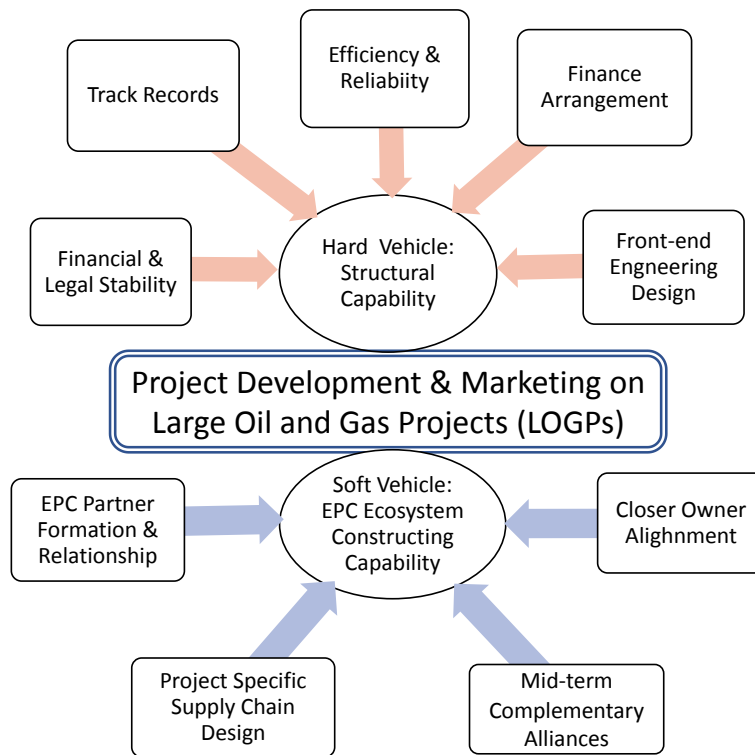 Efficiency &
Reliabiity
Track Records
Finance
Arrangement
Financial &
Legal Stability
Hard Vehicle:
Structural
Capability
Front-end
Engneering
Design
Project Development & Marketing on
Large Oil and Gas Projects (LOGPs)
EPC Partner
Formation &
Relationship
Soft Vehicle:
EPC Ecosystem
Constructing
Capability
Closer Owner
Alighnment
Project Specific
Supply Chain
Design
Mid-term
Complementary
Alliances